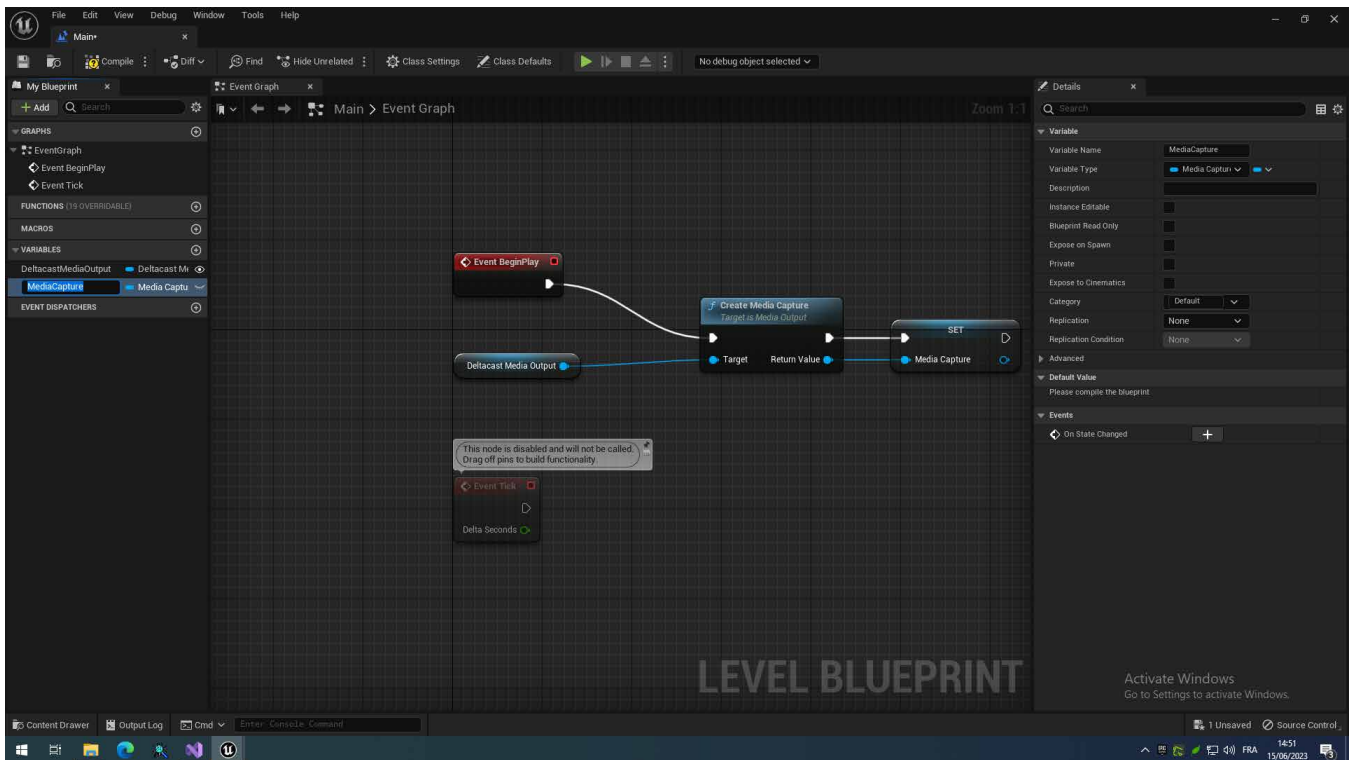 File Edit View Debug Window Tools Help
Main•
Compile Diff Find Hide Unrelated Class Settings Class Defaults No debug object selected
My Blueprint
+ Add Search
GRAPHS
EventGraph
Event BeginPlay
Event Tick
FUNCTIONS (19 OVERRIDABLE)
MACROS
VARIABLES
DeltacastMediaOutput Deltacast Me
MediaCapture Media Captu
EVENT DISPATCHERS
Event Graph
Main > Event Graph
Zoom 1:1
Event BeginPlay
Create Media Capture
Target is Media Output
Target Return Value
SET
Media Capture
Deltacast Media Output
This node is disabled and will not be called.
Drag off pins to build functionality.
Event Tick
Delta Seconds
LEVEL BLUEPRINT
Details
Search
Variable
Variable Name MediaCapture
Variable Type Media Capture
Description
Instance Editable
Blueprint Read Only
Expose on Spawn
Private
Expose to Cinematics
Category Default
Replication None
Replication Condition None
Advanced
Default Value
Please compile the blueprint
Events
On State Changed +
Activate Windows
Go to Settings to activate Windows.
Content Drawer Output Log Cmd Enter Console Command
1 Unsaved Source Control
FRA
14:51
15/06/2023